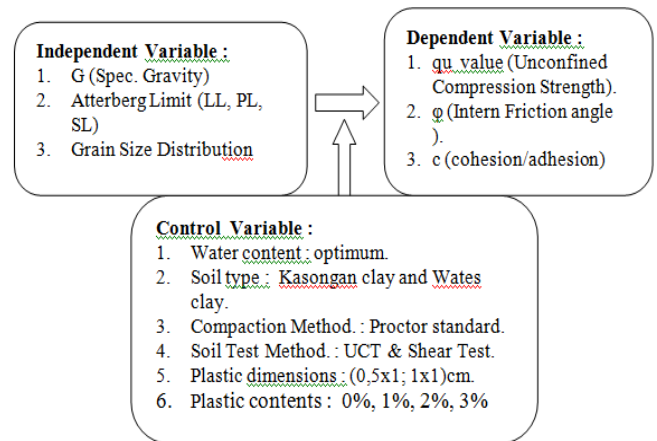 Independent Variable :
1. G (Spec. Gravity)
2. Atterberg Limit (LL, PL,
SL)
3. Grain Size Distribution
Dependent Variable :
1. qu value (Unconfined
Compression Strength).
2. φ (Intern Friction angle
).
3. c (cohesion/adhesion)
Control Variable :
1. Water content : optimum.
2. Soil type : Kasongan clay and Wates
clay.
3. Compaction Method. : Proctor standard.
4. Soil Test Method. : UCT & Shear Test.
5. Plastic dimensions : (0,5x1; 1x1)cm.
6. Plastic contents : 0%, 1%, 2%, 3%